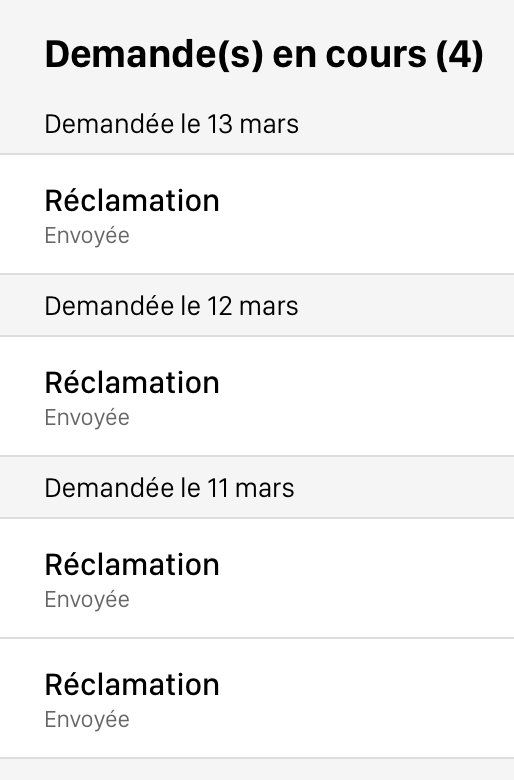 Demande(s) en cours (4)
Demandée le 13 mars
Réclamation
Envoyée
Demandée le 12 mars
Réclamation
Envoyée
Demandée le 11 mars
Réclamation
Envoyée
Réclamation
Envoyée